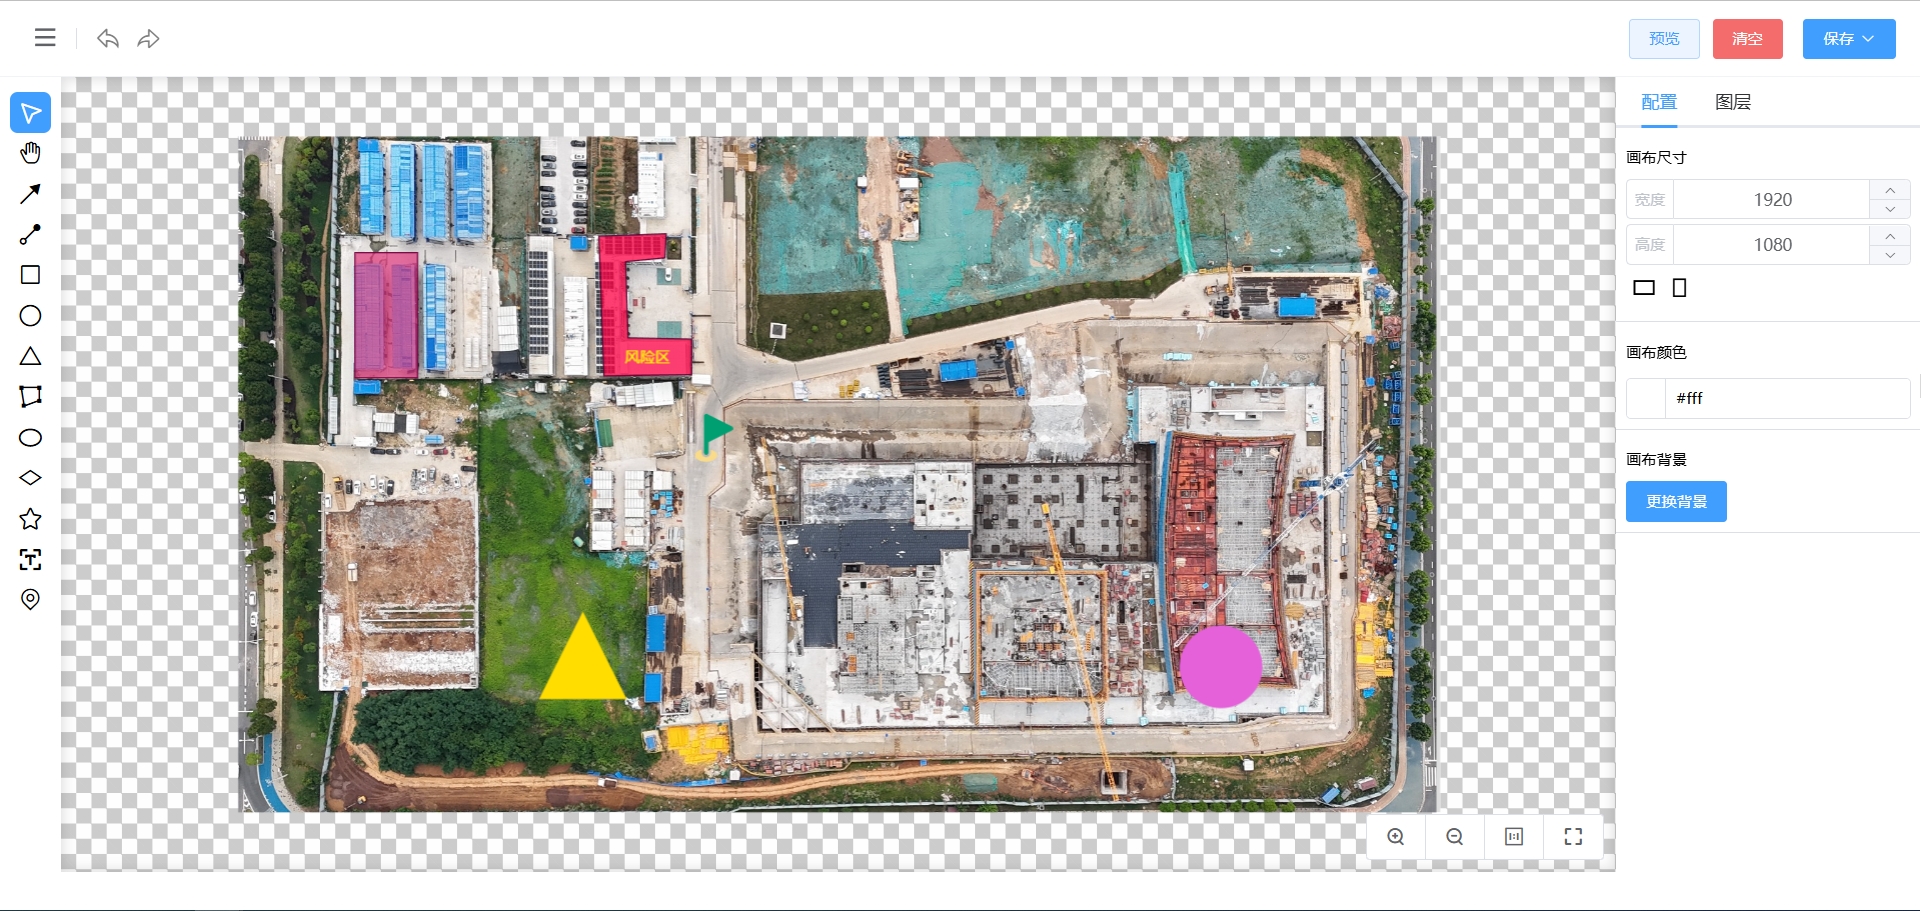 预览
清空
保存
配置
图层
画布尺寸
宽度
1920
高度
1080
画布颜色
#fff
画布背景
更换背景
风险区